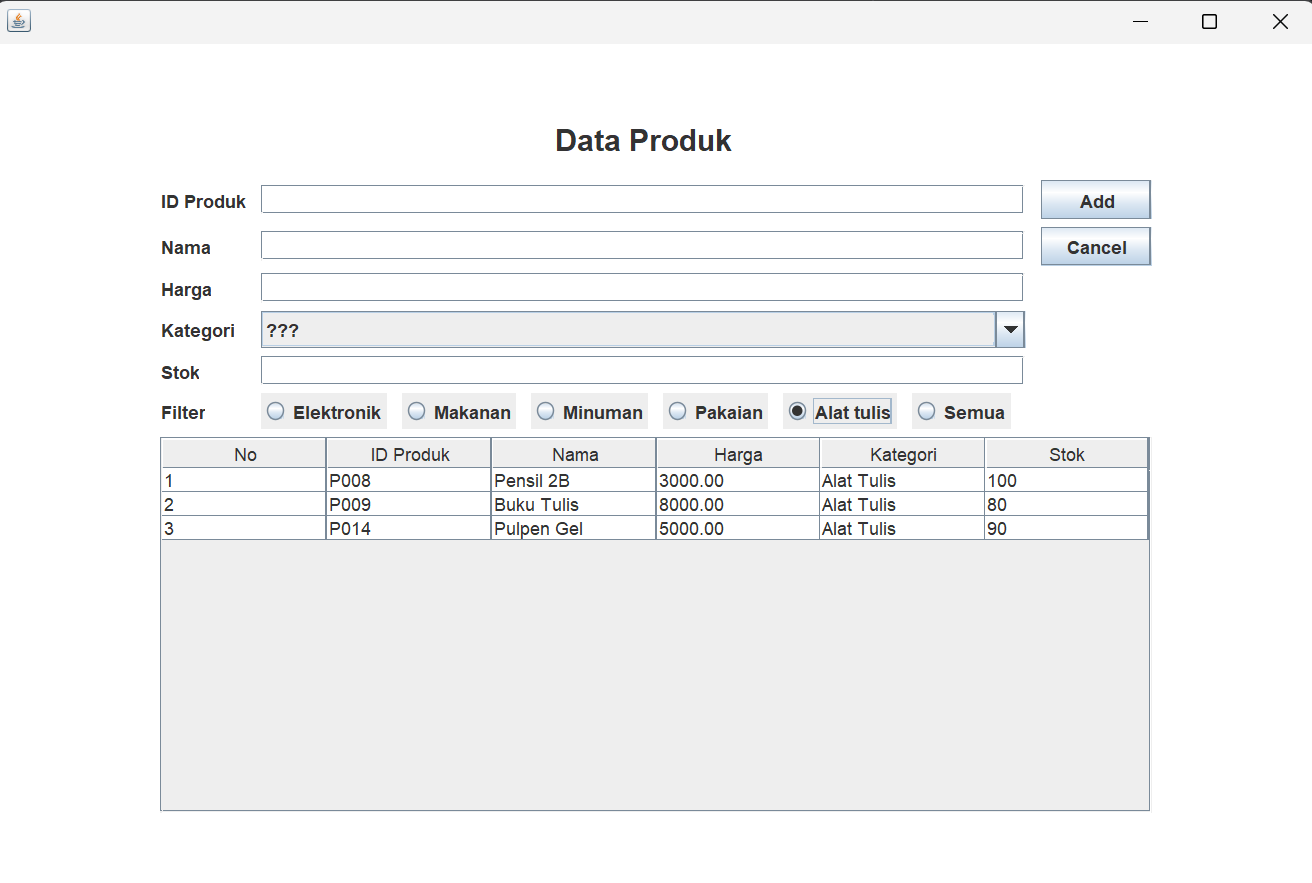 Data Produk
ID Produk Add
Nama Cancel
Harga
Kategori ???
Stok
Filter Elektronik Makanan Minuman Pakaian Alat tulis Semua
No ID Produk Nama Harga Kategori Stok
1 P008 Pensil 2B 3000.00 Alat Tulis 100
2 P009 Buku Tulis 8000.00 Alat Tulis 80
3 P014 Pulpen Gel 5000.00 Alat Tulis 90